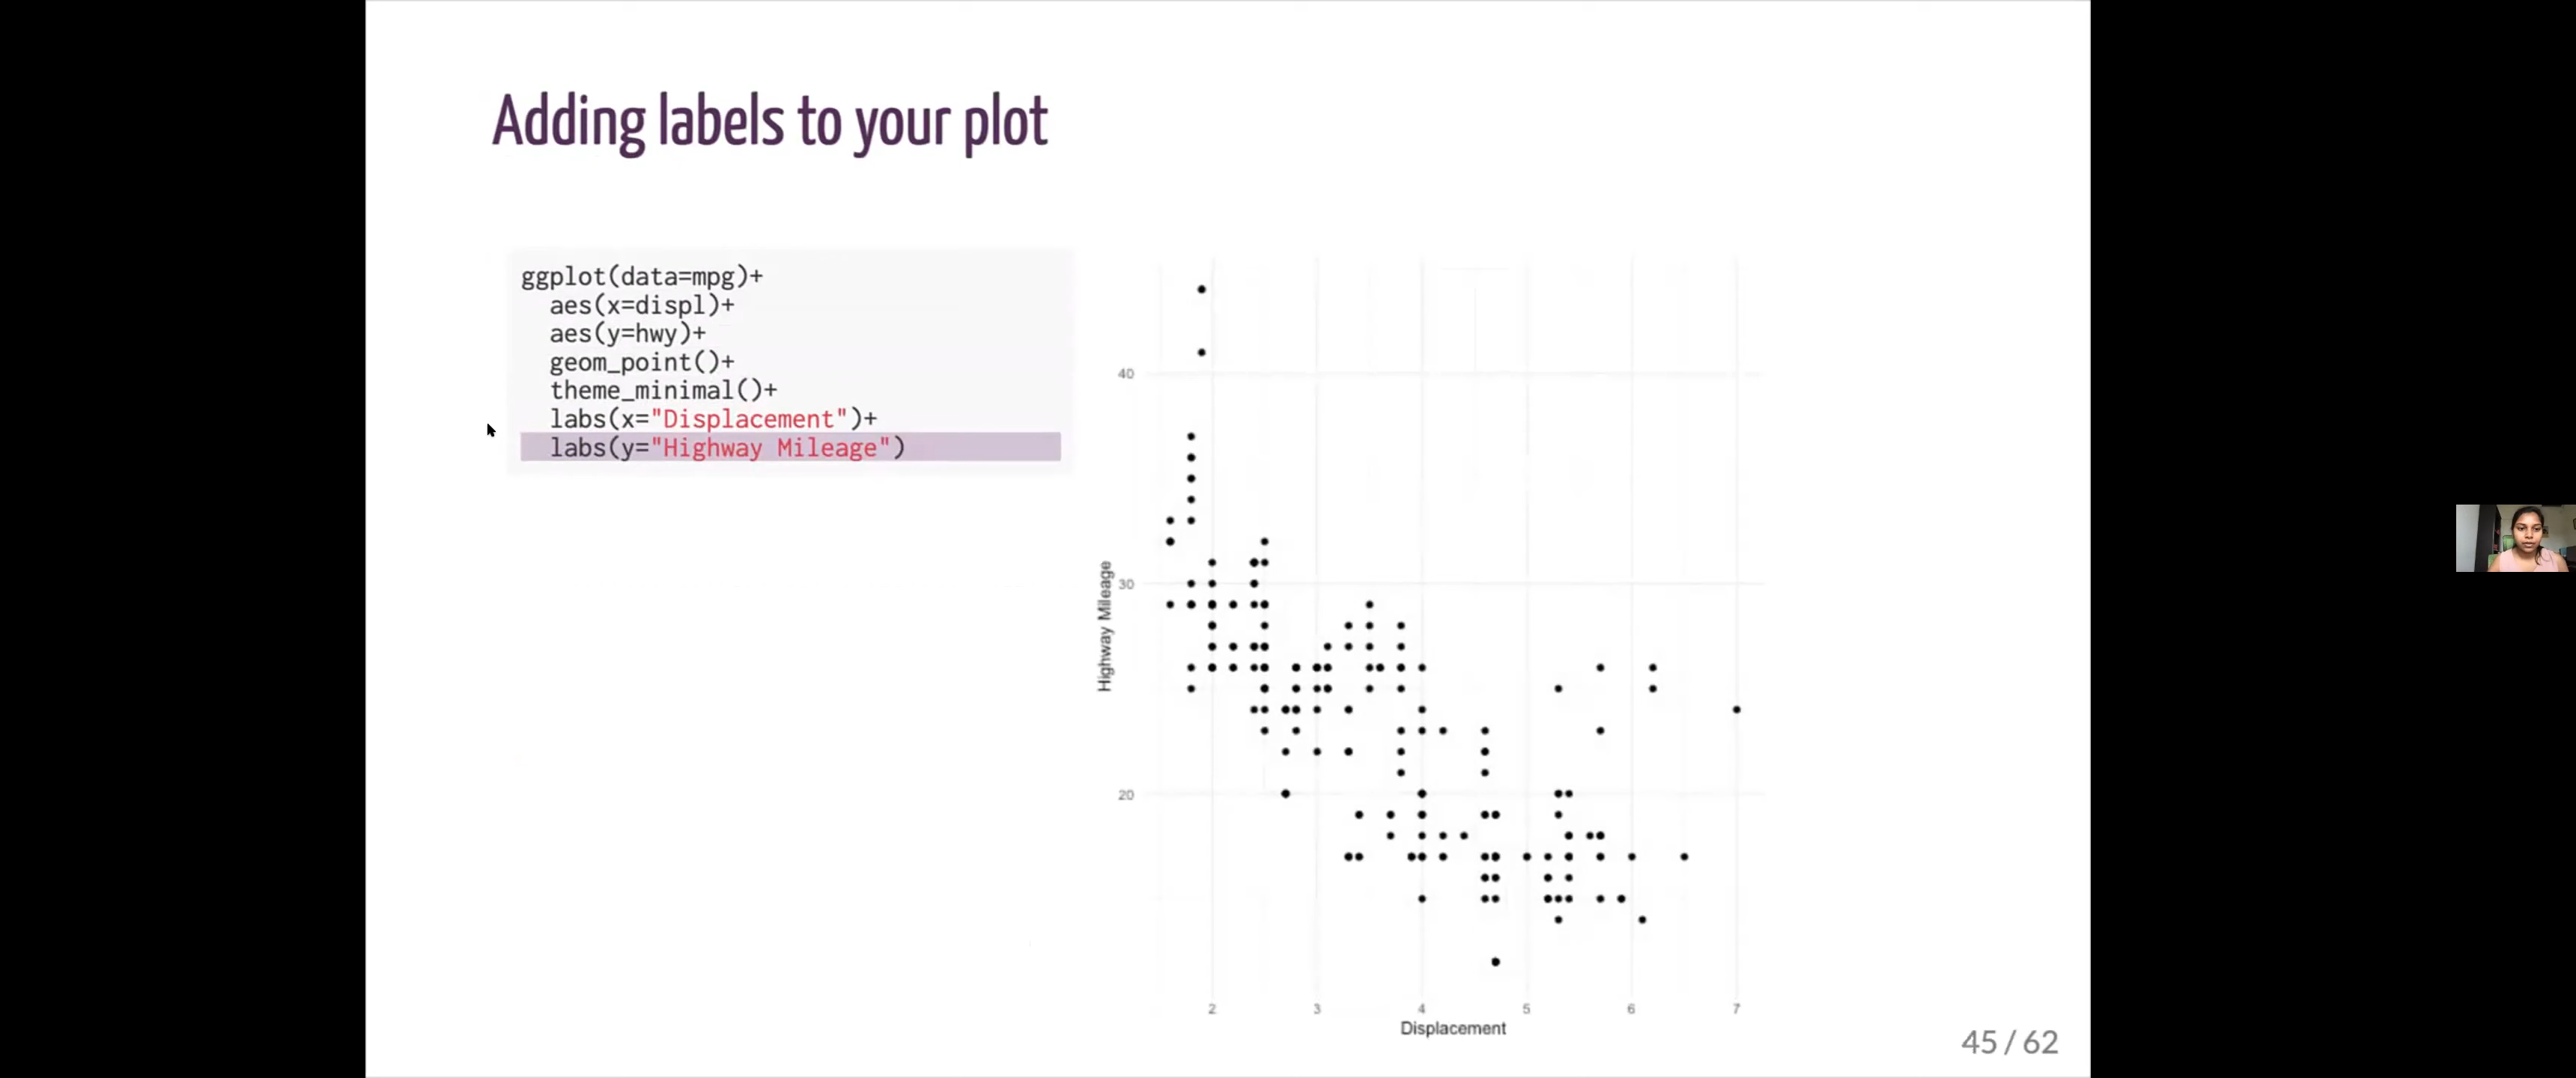 Adding labels to your plot
ggplot(data=mpg)+
aes(x=displ)+
aes(y=hwy)+
geom_point()+
theme_minimal()+
labs(x="Displacement")+
labs(y="Highway Mileage")
Highway Mileage
40
30
20
2 3 4 5 6 7
Displacement
45 / 62